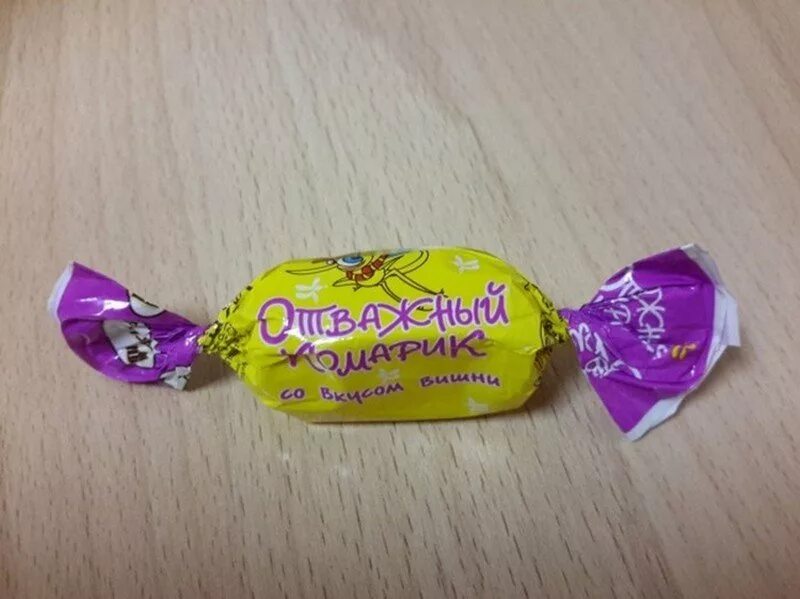 Отважный
комарик
со вкусом вишни